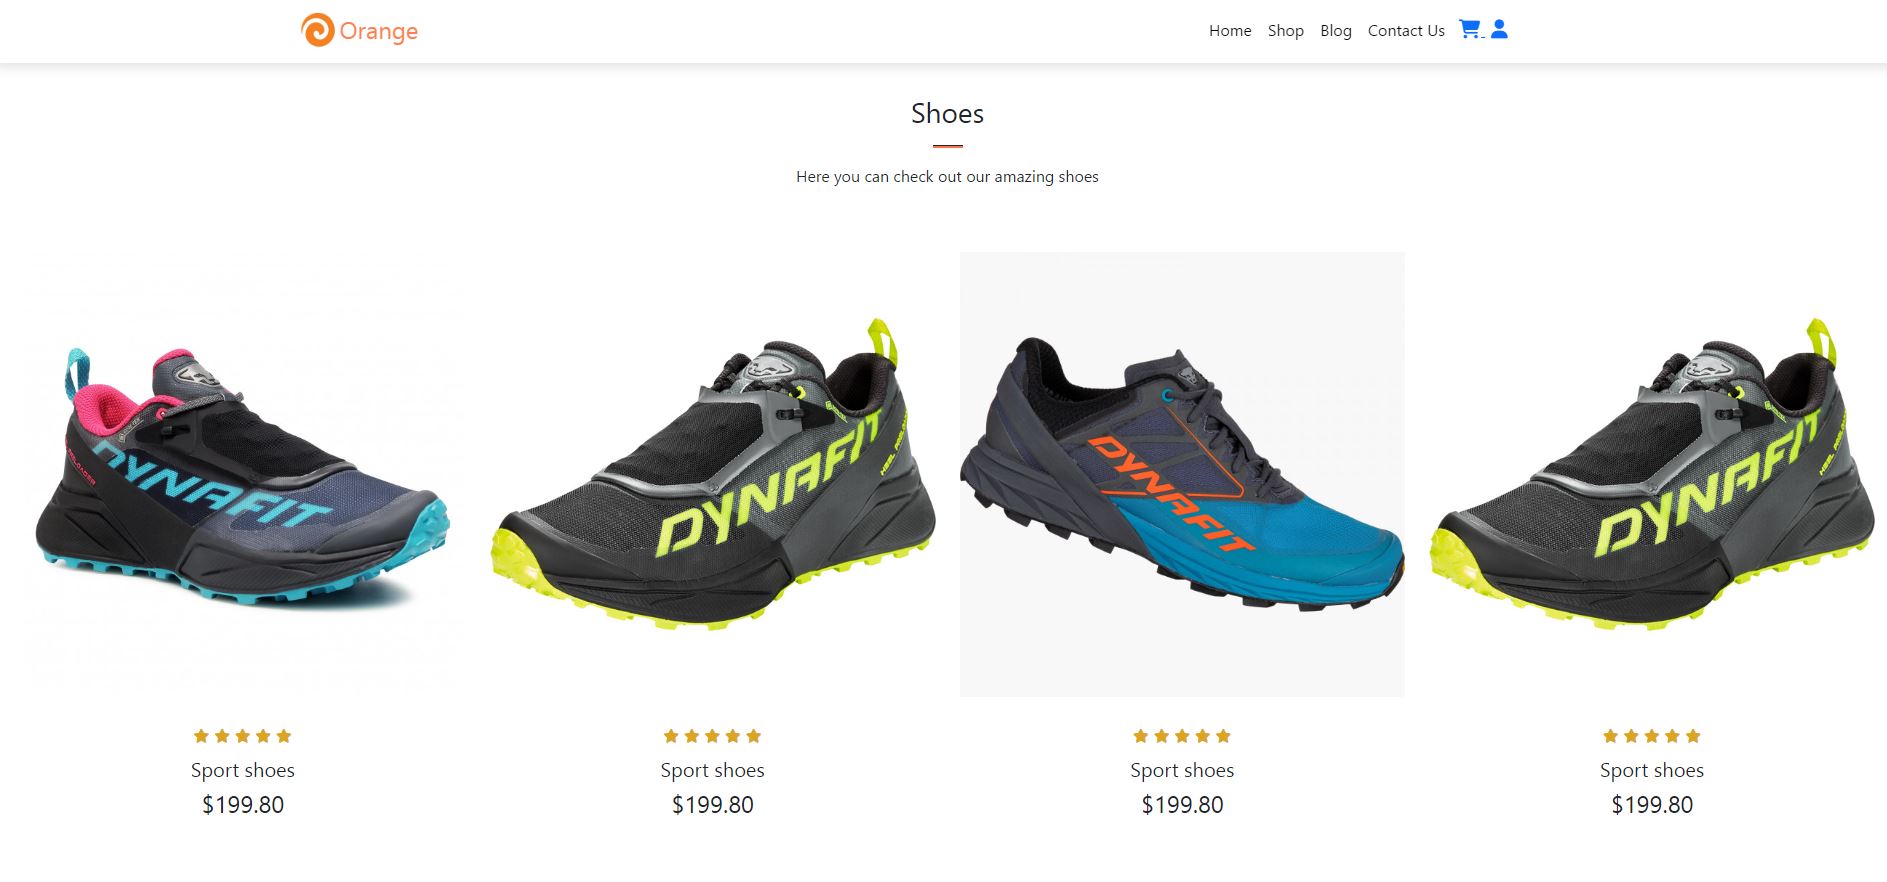 Orange
Home Shop Blog Contact Us
Shoes
Here you can check out our amazing shoes
DYNAFIT
DYNAFIT
DYNAFIT
DYNAFIT
Sport shoes
Sport shoes
Sport shoes
Sport shoes
$199.80
$199.80
$199.80
$199.80